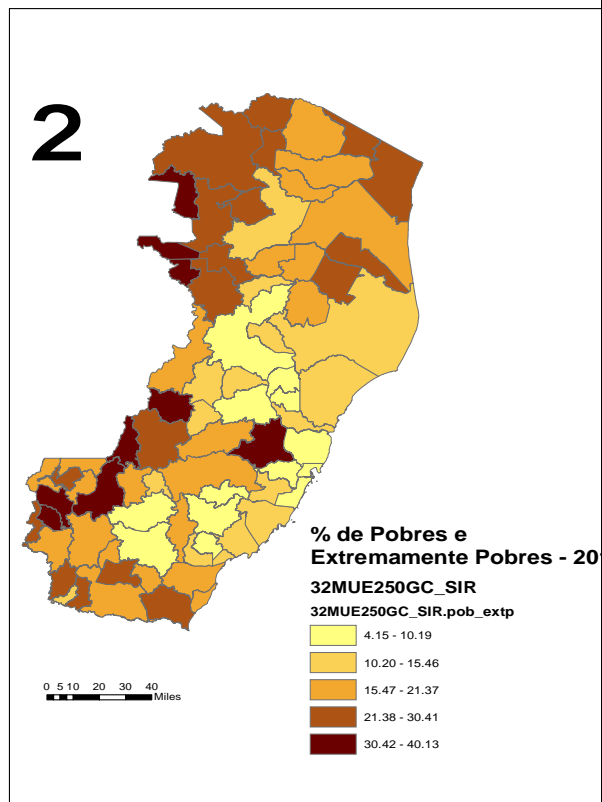 2
% de Pobres e
Extremamente Pobres - 20
32MUE250GC_SIR
32MUE250GC_SIR.pob_extp
4.15 - 10.19
10.20 - 15.46
15.47 - 21.37
21.38 - 30.41
30.42 - 40.13
0 5 10 20 30 40
Miles